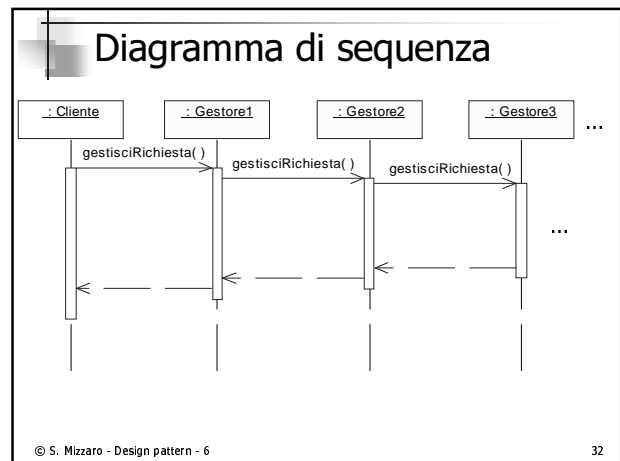 Diagramma di sequenza
: Cliente
: Gestore1
: Gestore2
: Gestore3
...
gestisciRichiesta( )
gestisciRichiesta( )
gestisciRichiesta( )
...
© S. Mizzaro - Design pattern - 6
32